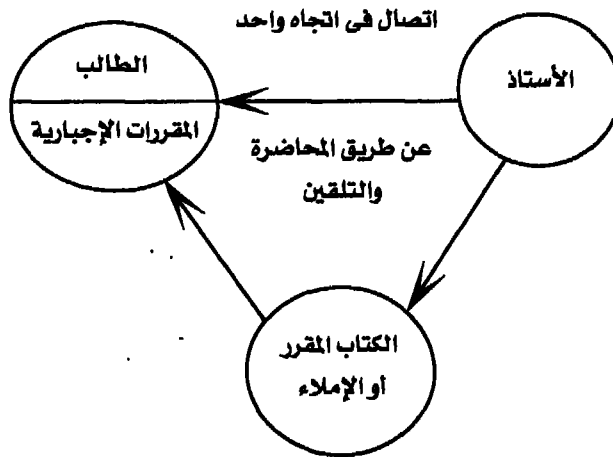 اتصال فى اتجاه واحد
الأستاذ
الطالب
المقررات الإجبارية
عن طريق المحاضرة
والتلقين
الكتاب المقرر
أو الإملاء